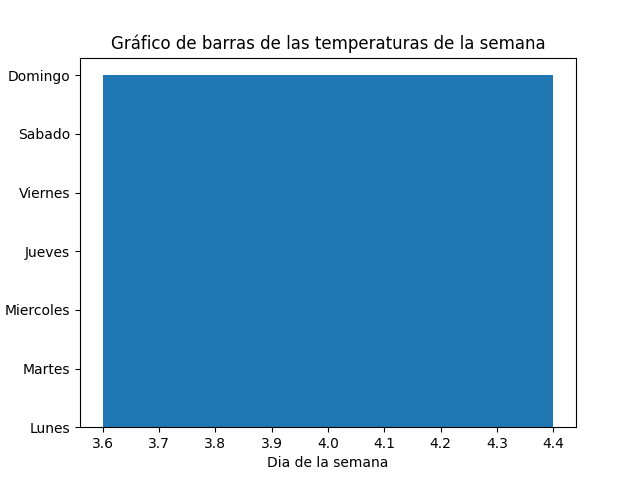 Gráfico de barras de las temperaturas de la semana
Domingo
Sabado
Viernes
Jueves
Miercoles
Martes
Lunes
3.6 3.7 3.8 3.9 4.0 4.1 4.2 4.3 4.4
Dia de la semana